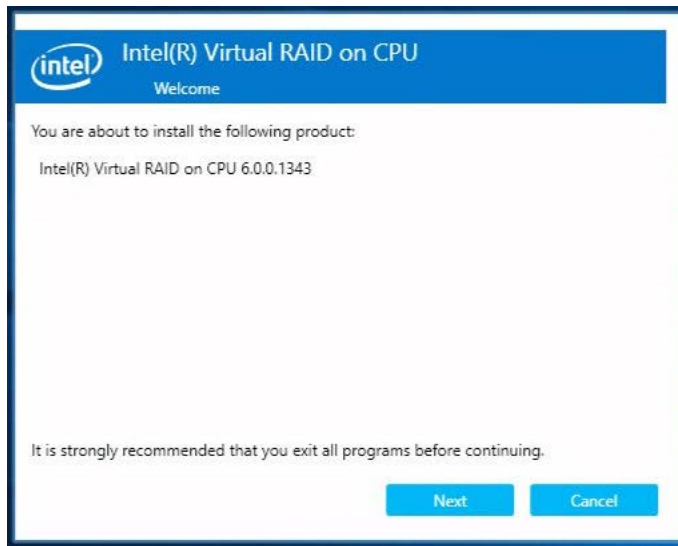 intel
Intel(R) Virtual RAID on CPU
Welcome
You are about to install the following product:
Intel(R) Virtual RAID on CPU 6.0.0.1343
It is strongly recommended that you exit all programs before continuing.
Next
Cancel